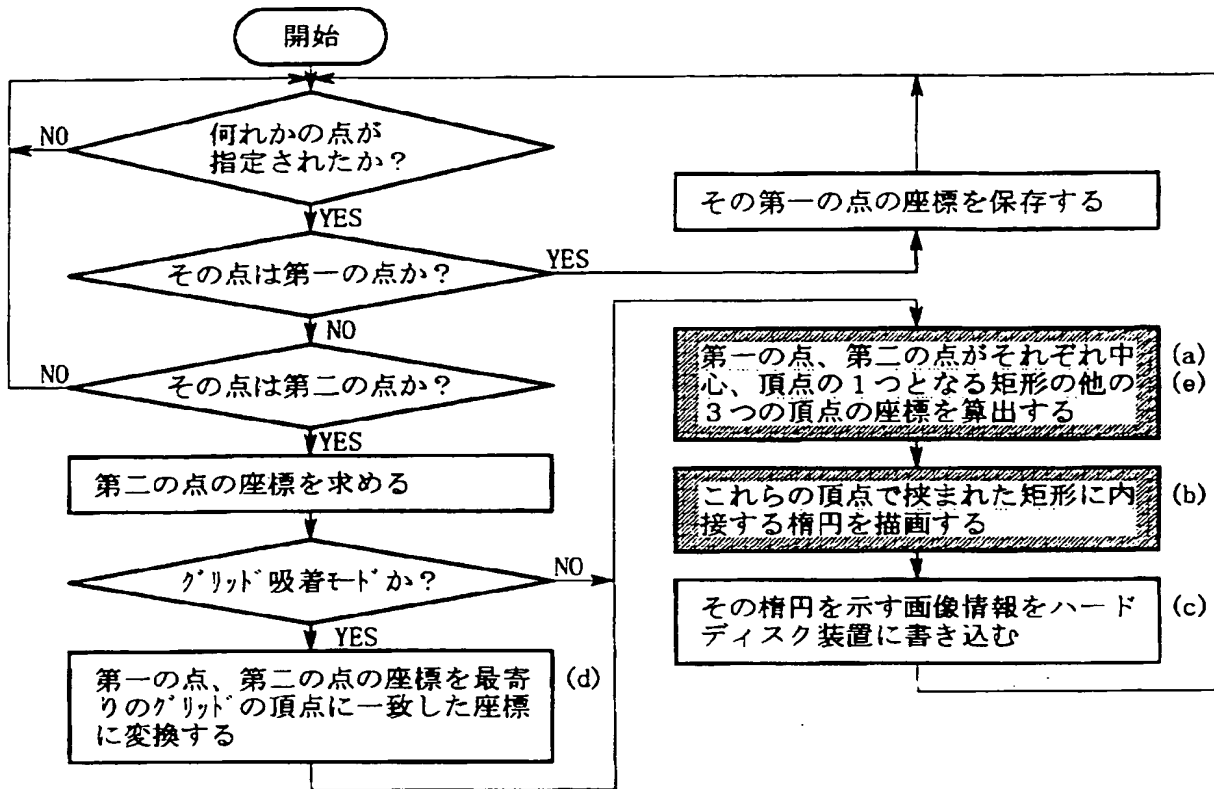 開始
何れかの点が
指定されたか?
NO
YES
その点は第一の点か?
YES
NO
その第一の点の座標を保存する
その点は第二の点か?
NO
YES
第二の点の座標を求める
グリッド吸着モードか?
NO
YES
第一の点、第二の点の座標を最寄
りのグリッドの頂点に一致した座標
に変換する
(d)
第一の点、第二の点がそれぞれ中
心、頂点の1つとなる矩形の他の
3つの頂点の座標を算出する
(a)
(e)
これらの頂点で挟まれた矩形に内
接する楕円を描画する
(b)
その楕円を示す画像情報をハード
ディスク装置に書き込む
(c)